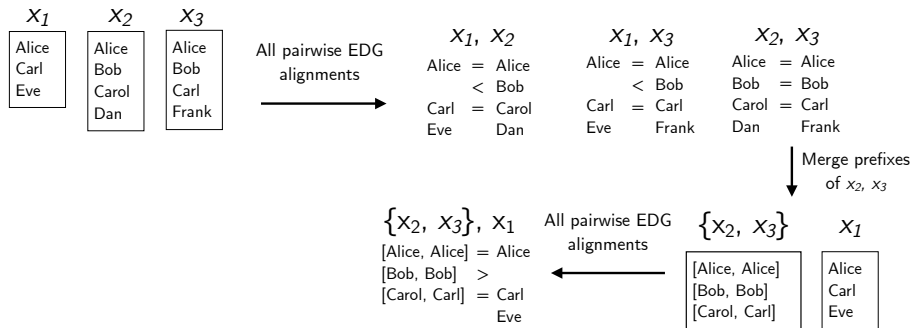 x1 x2 x3
Alice
Carl
Eve
Alice
Bob
Carol
Dan
Alice
Bob
Carl
Frank
All pairwise EDG
alignments
x1, x2
Alice = Alice
< Bob
Carl = Carol
Eve Dan
x1, x3
Alice = Alice
< Bob
Carl = Carl
Eve Frank
x2, x3
Alice = Alice
Bob = Bob
Carol = Carl
Dan Frank
Merge prefixes
of x2, x3
{x2, x3} x1
[Alice, Alice]
[Bob, Bob]
[Carol, Carl]
Alice
Carl
Eve
All pairwise EDG
alignments
{x2, x3}, x1
[Alice, Alice] = Alice
[Bob, Bob] >
[Carol, Carl] = Carl
Eve